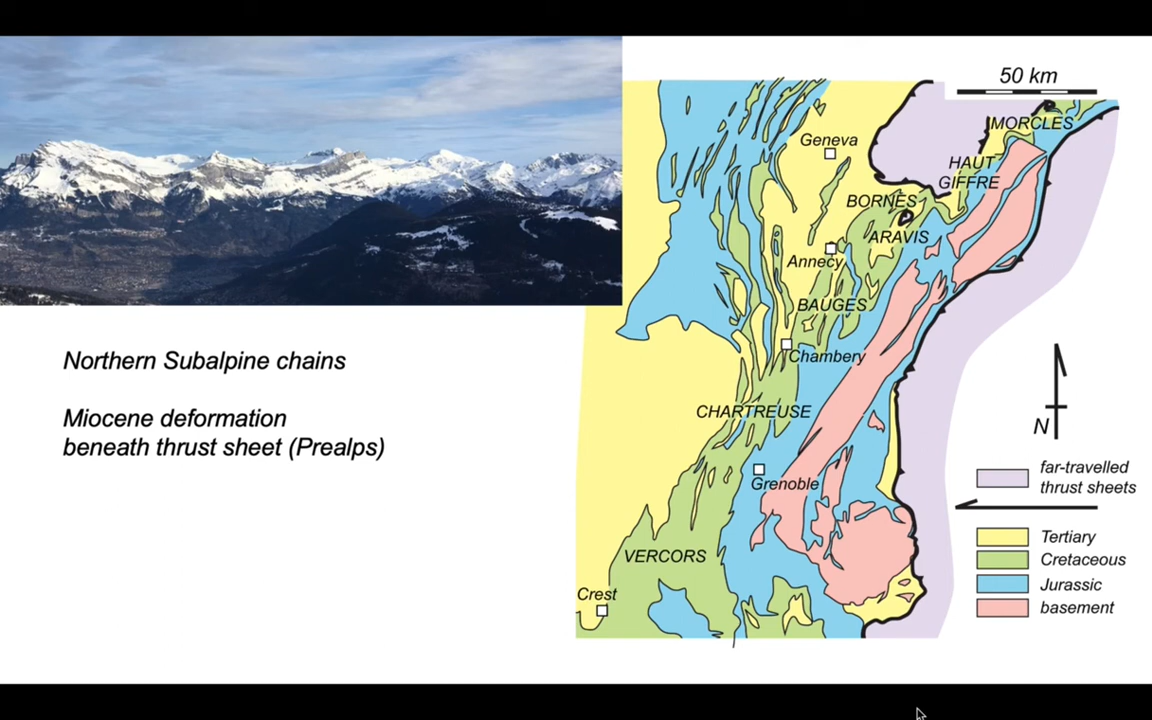 Northern Subalpine chains
Miocene deformation
beneath thrust sheet (Prealps)
50 km
MORCLES
Geneva
HAUT
GIFFRE
BORNES
ARAVIS
Annecy
BAUGES
Chambery
CHARTREUSE
N
Grenoble
VERCORS
Crest
far-travelled
thrust sheets
Tertiary
Cretaceous
Jurassic
basement